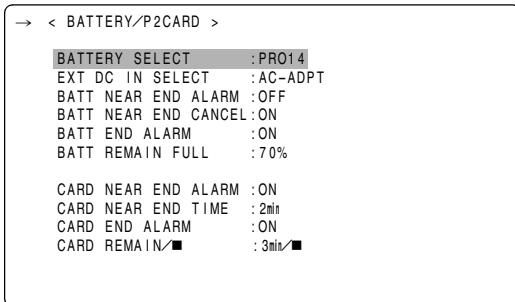 → < BATTERY/P2CARD >
BATTERY SELECT :PRO14
EXT DC IN SELECT :AC-ADPT
BATT NEAR END ALARM :OFF
BATT NEAR END CANCEL:ON
BATT END ALARM :ON
BATT REMAIN FULL :70%
CARD NEAR END ALARM :ON
CARD NEAR END TIME :2min
CARD END ALARM :ON
CARD REMAIN/■ :3min/■